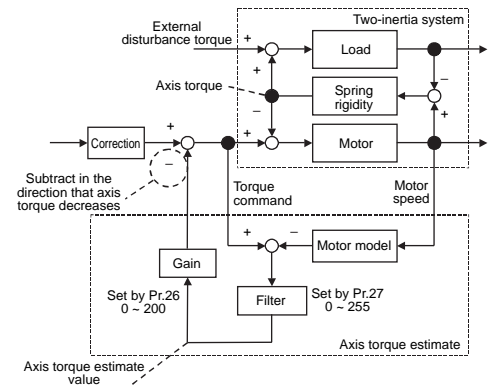 Two-inertia system
External
disturbance torque
+
Load
+
−
Axis torque
Spring
rigidity
−
+
Correction
+
+
Motor
−
Subtract in the
direction that axis
torque decreases
Torque
command
Motor
speed
+
−
Motor model
Gain
Set by Pr.26
0 ~ 200
Filter
Set by Pr.27
0 ~ 255
Axis torque estimate
Axis torque estimate
value